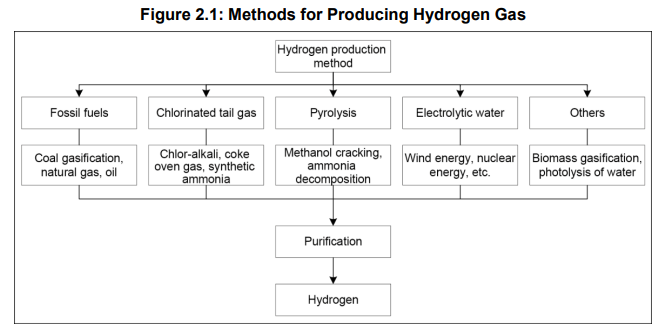 Figure 2.1: Methods for Producing Hydrogen Gas
Hydrogen production
method
Fossil fuels
Chlorinated tail gas
Pyrolysis
Electrolytic water
Others
Coal gasification,
natural gas, oil
Chlor-alkali, coke
oven gas, synthetic
ammonia
Methanol cracking,
ammonia
decomposition
Wind energy, nuclear
energy, etc.
Biomass gasification,
photolysis of water
Purification
Hydrogen